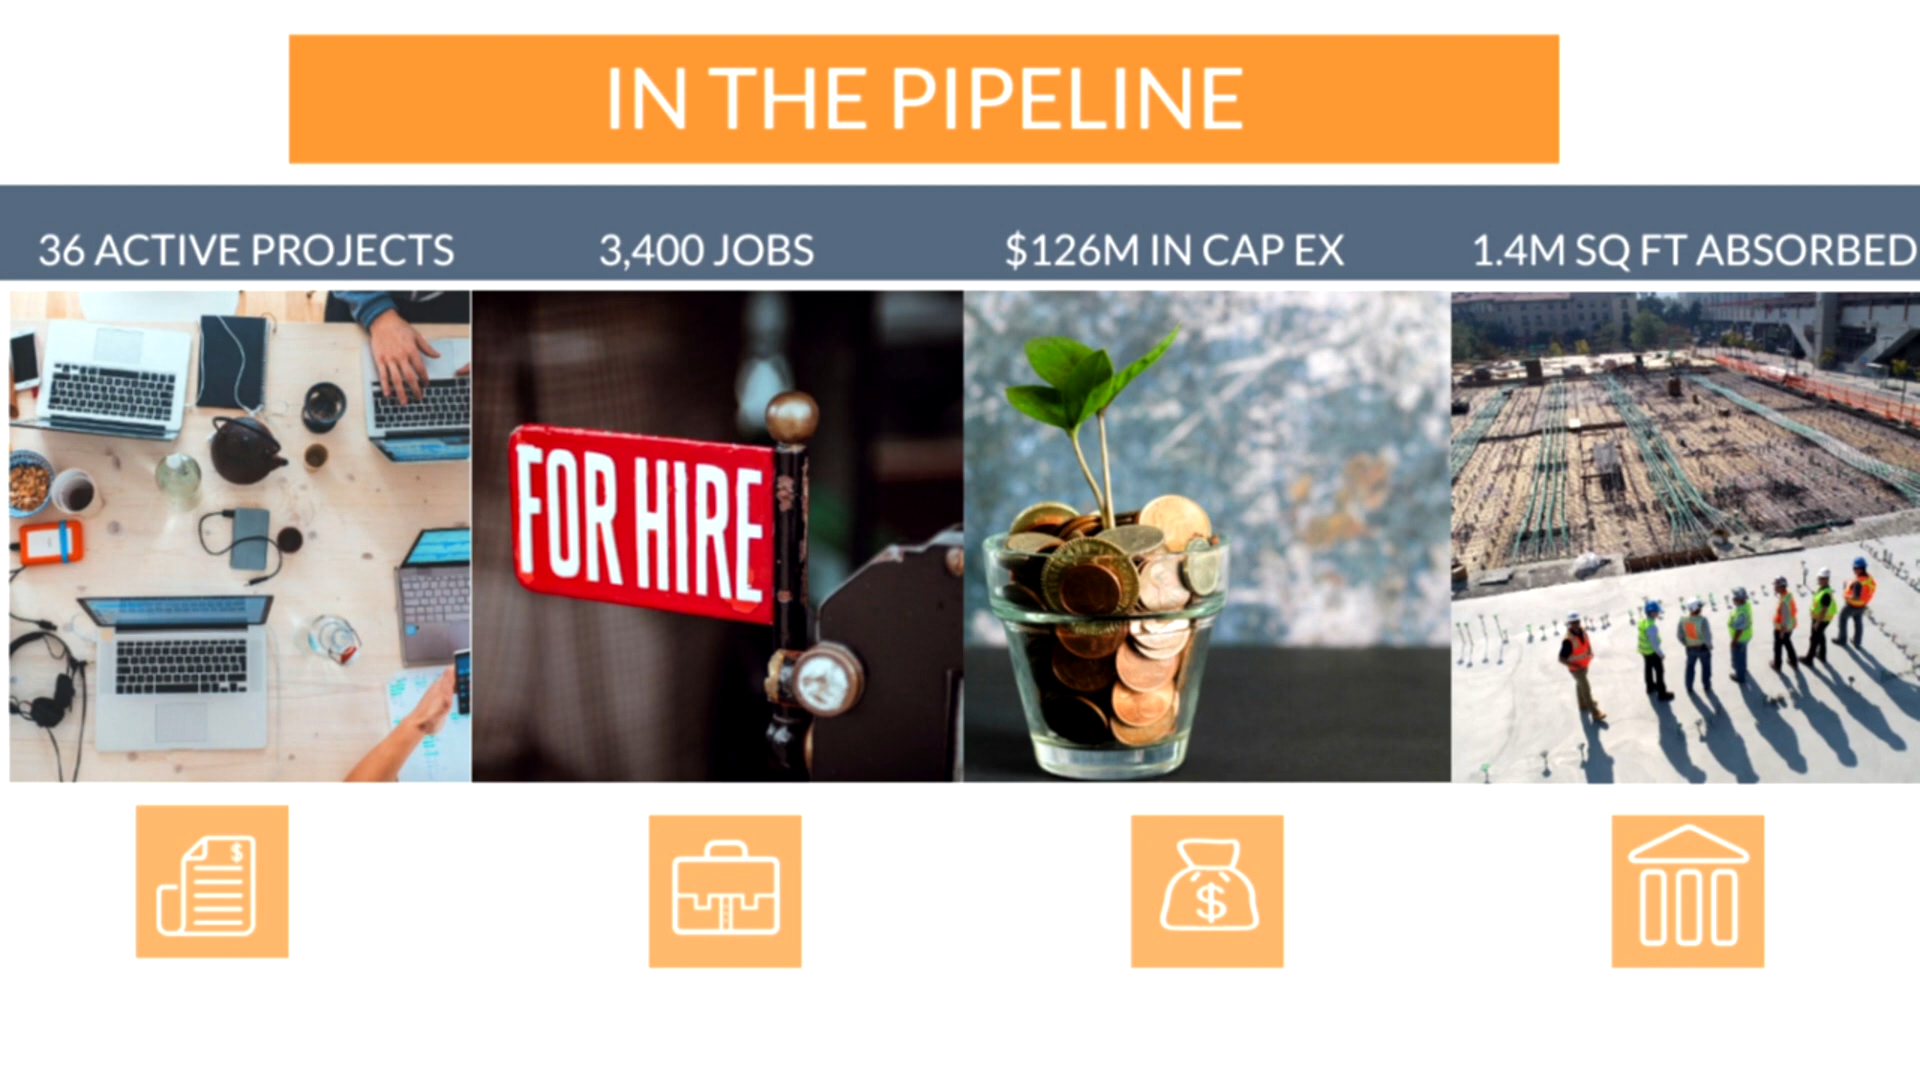 IN THE PIPELINE
36 ACTIVE PROJECTS
3,400 JOBS
$126M IN CAP EX
1.4M SQ FT ABSORBED
FOR HIRE
$
$